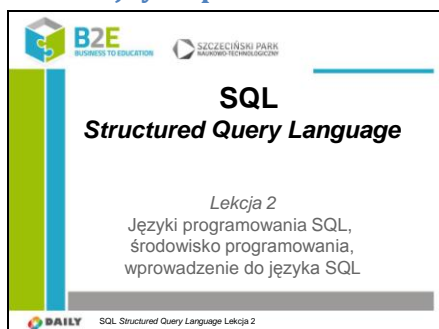 B2E
BUSINESS TO EDUCATION
SZCZECIŃSKI PARK
NAUKOWO-TECHNOLOGICZNY
SQL
Structured Query Language
Lekcja 2
Języki programowania SQL,
środowisko programowania,
wprowadzenie do języka SQL
DAILY SQL Structured Query Language Lekcja 2